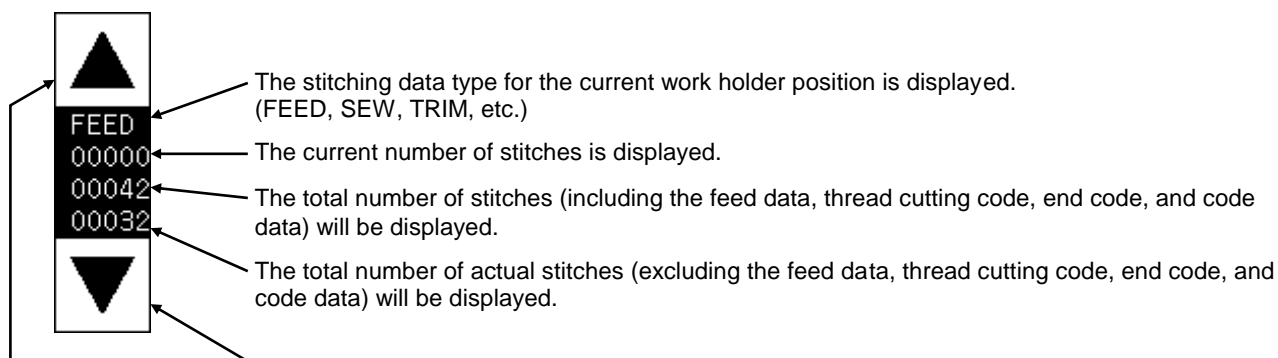 The stitching data type for the current work holder position is displayed.
(FEED, SEW, TRIM, etc.)
FEED
00000
The current number of stitches is displayed.
00042
The total number of stitches (including the feed data, thread cutting code, end code, and code
data) will be displayed.
00032
The total number of actual stitches (excluding the feed data, thread cutting code, end code, and
code data) will be displayed.